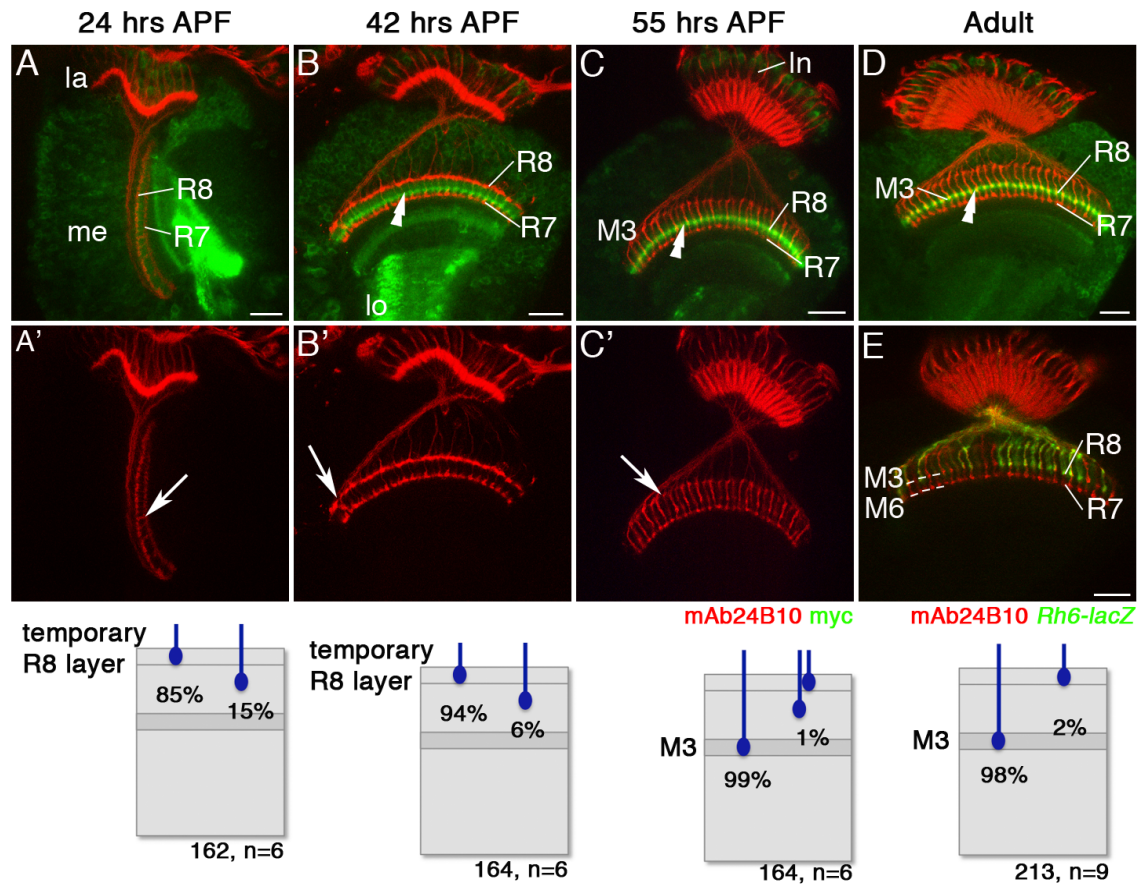 24 hrs APF
42 hrs APF
55 hrs APF
Adult
A
la
R8
me
R7
B
R8
R7
lo
C
ln
R8
M3
R7
D
R8
M3
R7
A’
B’
C’
E
R8
M3
M6
R7
mAb24B10 myc
mAb24B10 Rh6-lacZ
temporary
R8 layer
85%
15%
162, n=6
temporary
R8 layer
94%
6%
164, n=6
M3
1%
99%
164, n=6
M3
2%
98%
213, n=9